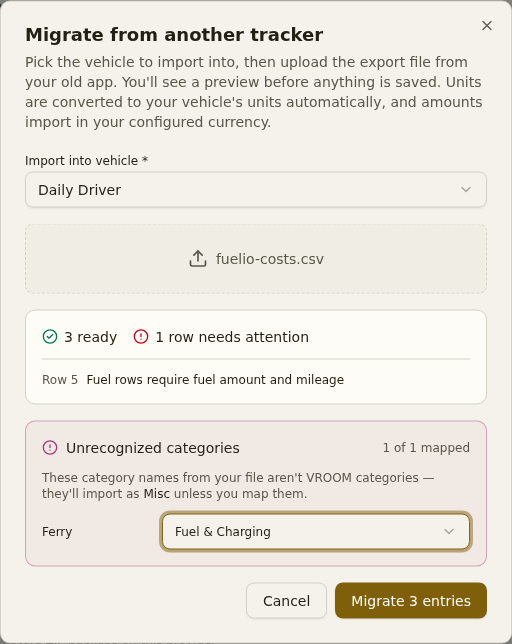 Migrate from another tracker
Pick the vehicle to import into, then upload the export file from
your old app. You'll see a preview before anything is saved. Units
are converted to your vehicle's units automatically, and amounts
import in your configured currency.
Import into vehicle *
Daily Driver
fuelio-costs.csv
3 ready 1 row needs attention
Row 5 Fuel rows require fuel amount and mileage
Unrecognized categories 1 of 1 mapped
These category names from your file aren't VROOM categories —
they'll import as Misc unless you map them.
Ferry Fuel & Charging
Cancel Migrate 3 entries